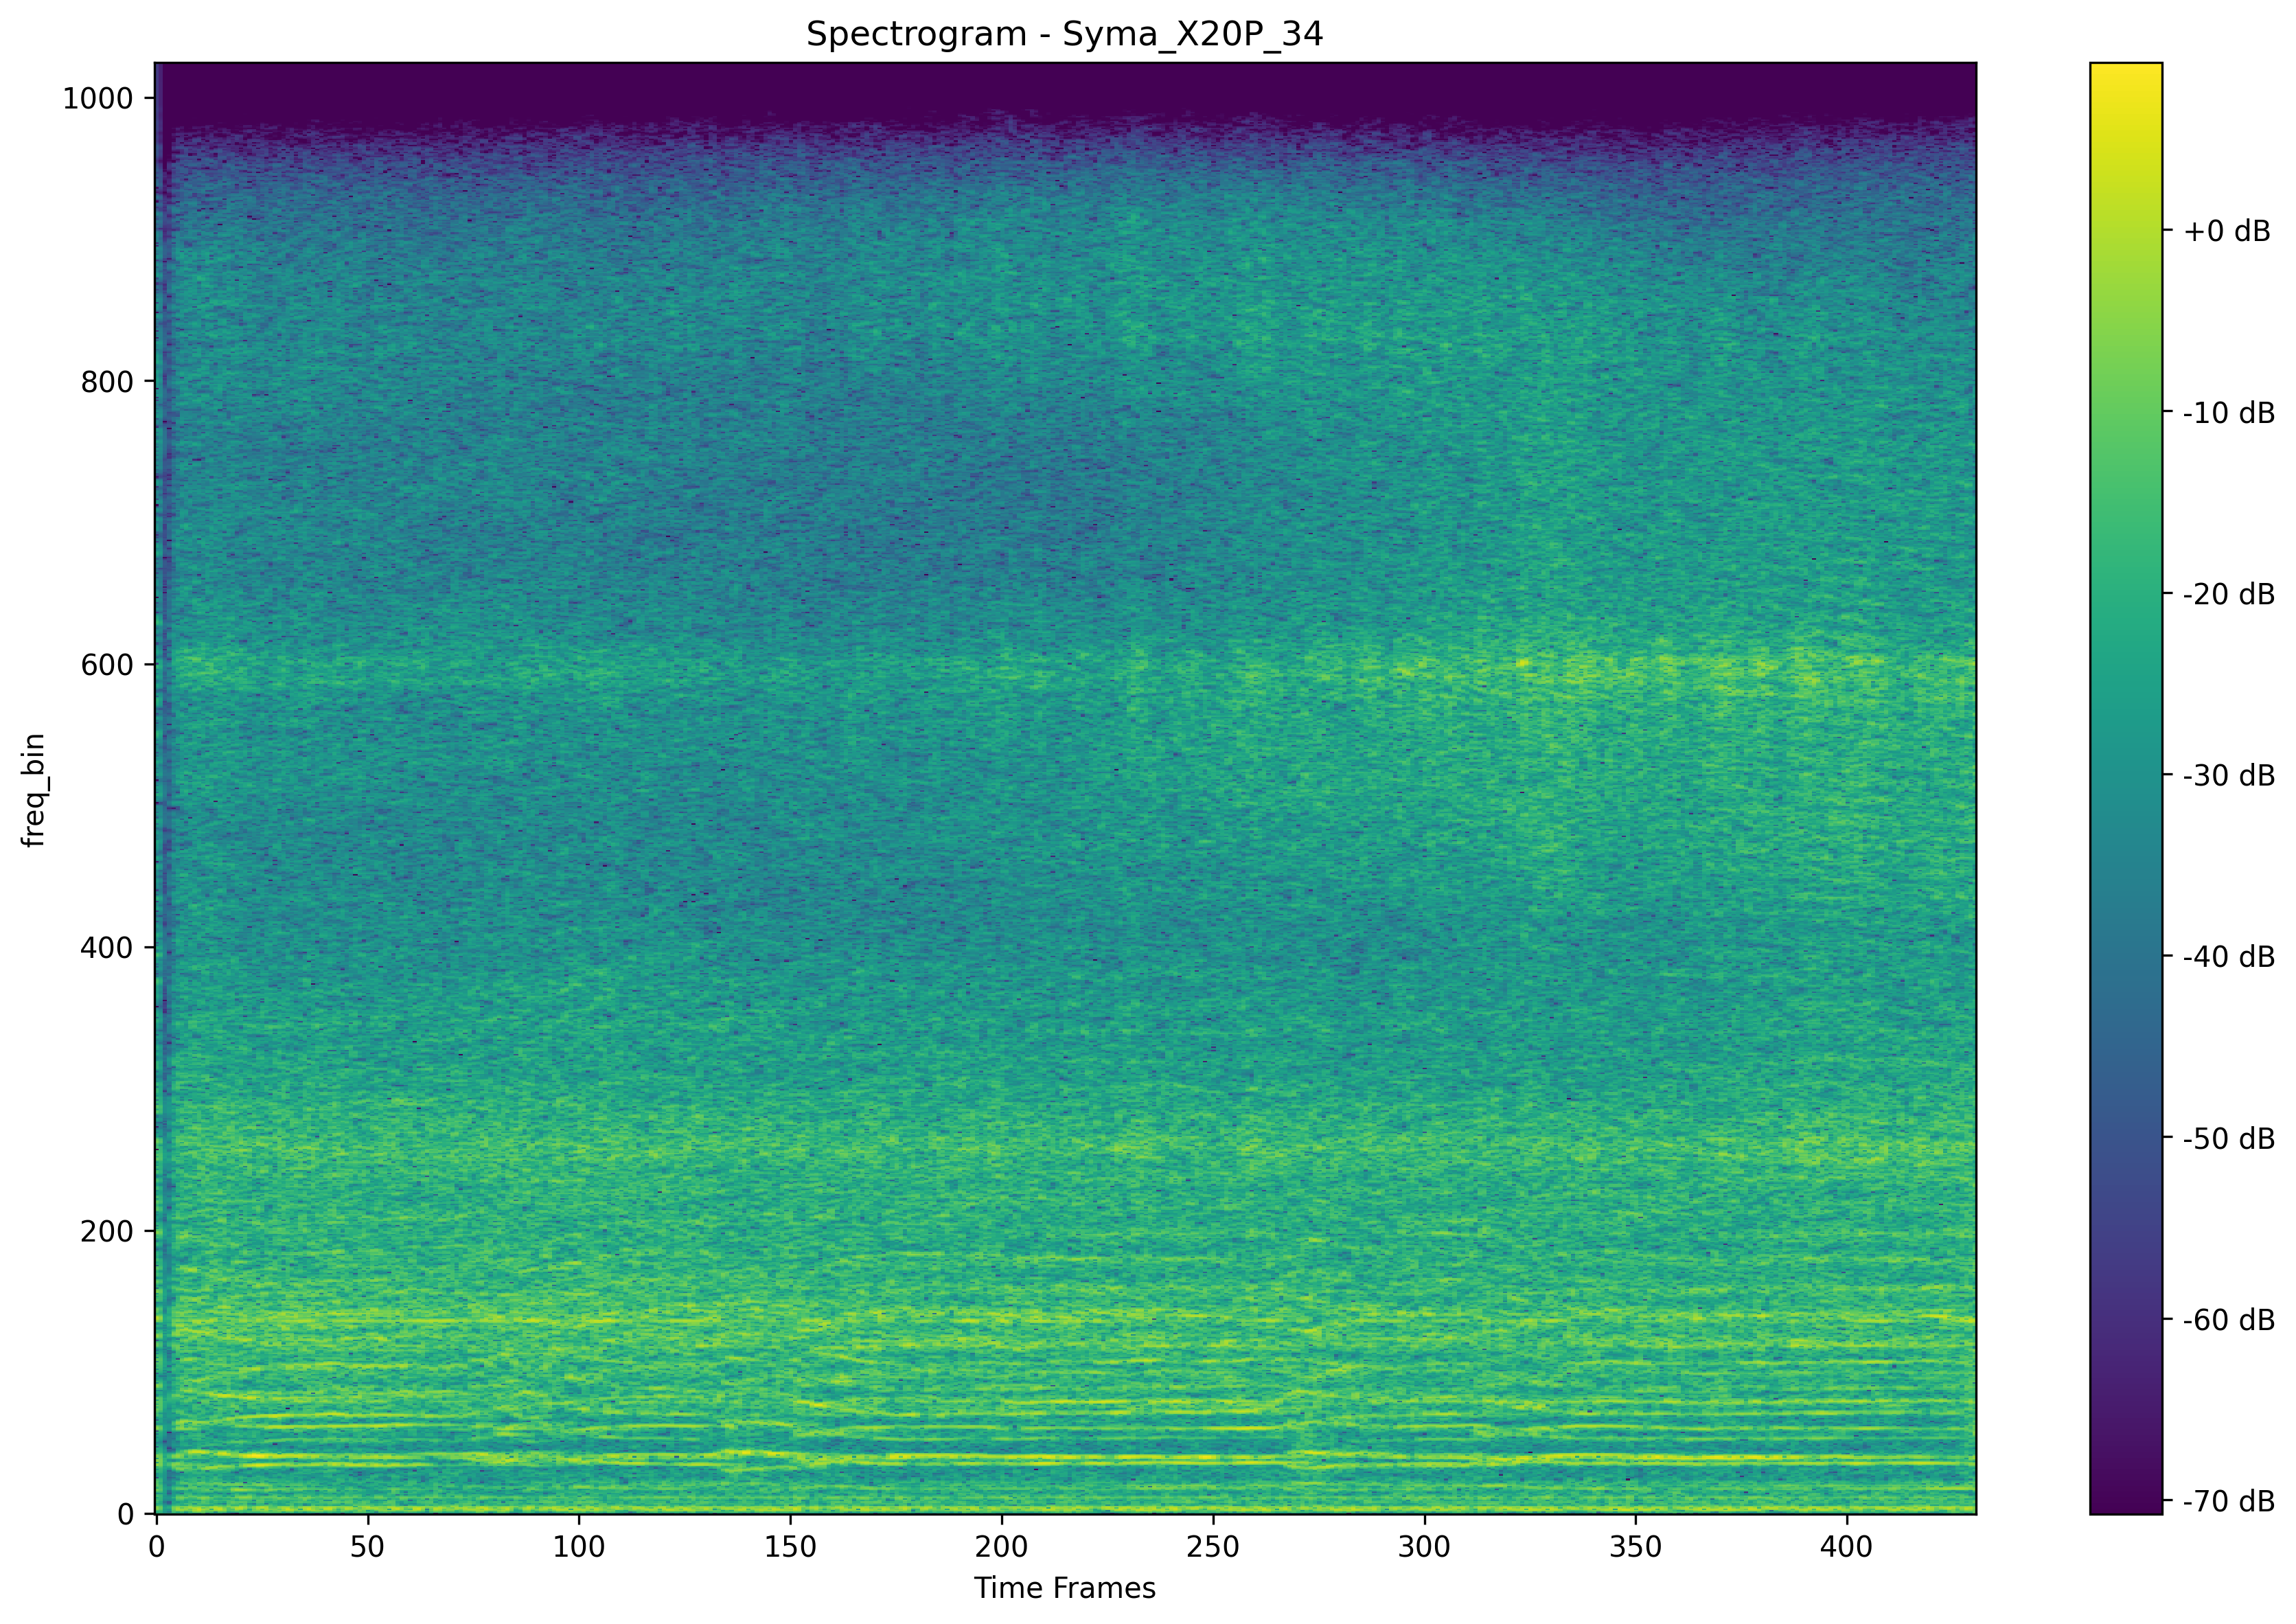 Spectrogram - Syma_X20P_34
1000
800
600
400
200
0
freq_bin
0 50 100 150 200 250 300 350 400
Time Frames
+0 dB
-10 dB
-20 dB
-30 dB
-40 dB
-50 dB
-60 dB
-70 dB